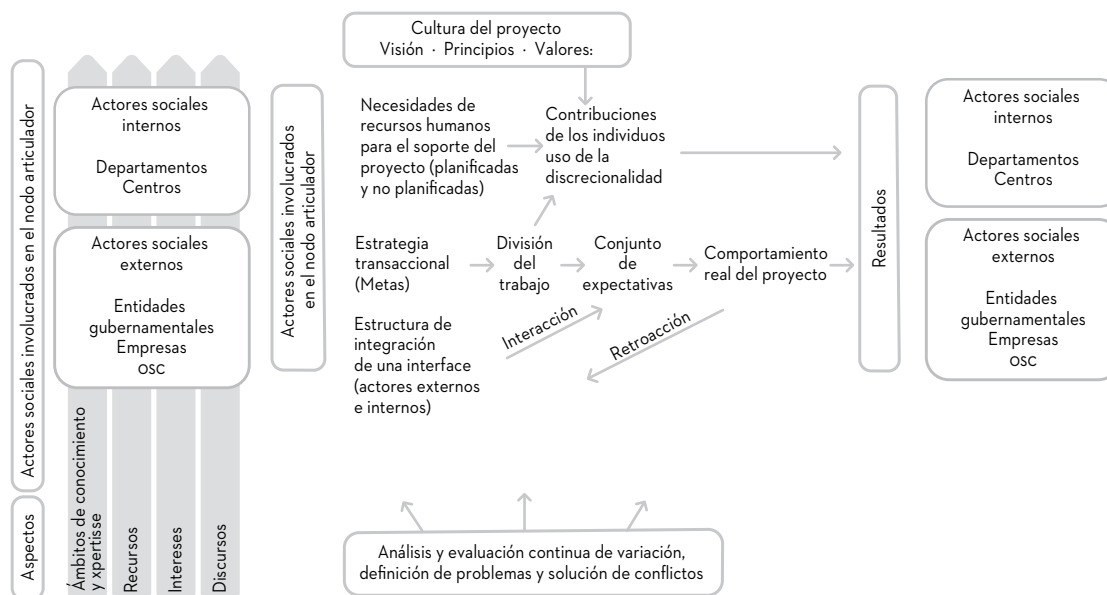 Cultura del proyecto
Visión · Principios · Valores:
Actores sociales involucrados en el nodo articulador
Aspectos
Actores sociales
internos
Departamentos
Centros
Actores sociales
externos
Entidades
gubernamentales
Empresas
OSC
Ámbitos de conocimiento
y xpertisse
Recursos
Intereses
Discursos
Actores sociales involucrados
en el nodo articulador
Necesidades de
recursos humanos
para el soporte del
proyecto (planificadas
y no planificadas)
Contribuciones
de los individuos
uso de la
discrecionalidad
Estrategia
transaccional
(Metas)
División
del
trabajo
Conjunto
de
expectativas
Comportamiento
real del proyecto
Estructura de
integración
de una interface
(actores externos
e internos)
Interacción
Retroacción
Resultados
Actores sociales
internos
Departamentos
Centros
Actores sociales
externos
Entidades
gubernamentales
Empresas
OSC
Análisis y evaluación continua de variación,
definición de problemas y solución de conflictos